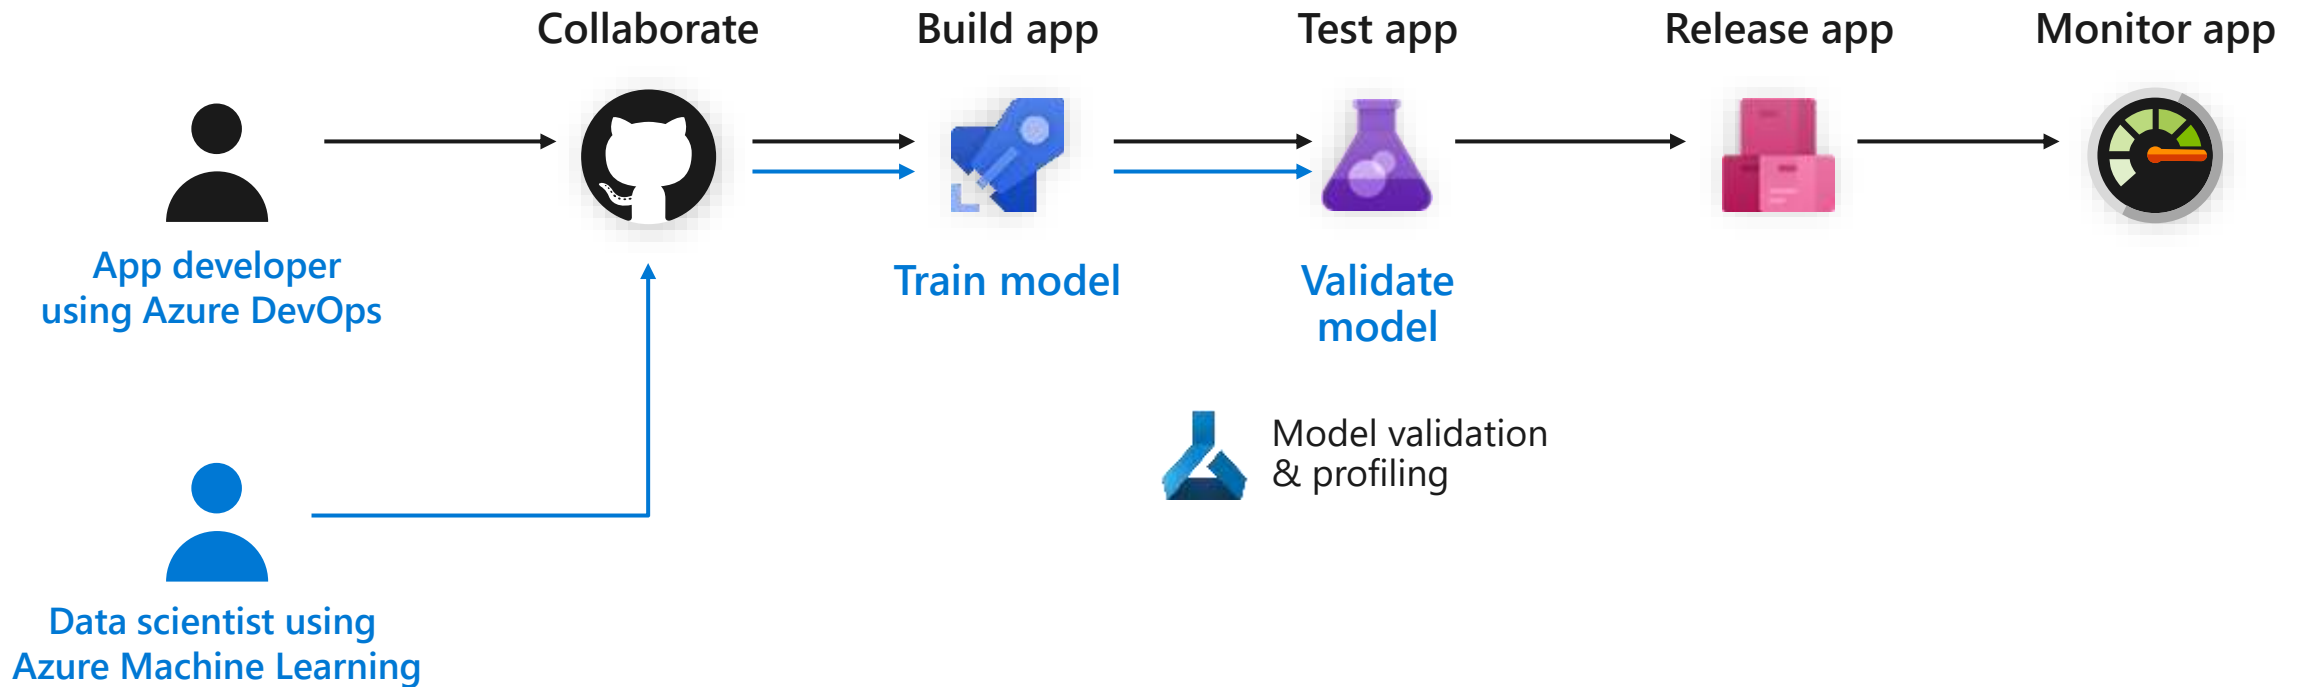 Collaborate
Build app
Test app
Release app
Monitor app
App developer
using Azure DevOps
Train model
Validate
model
Model validation
& profiling
Data scientist using
Azure Machine Learning